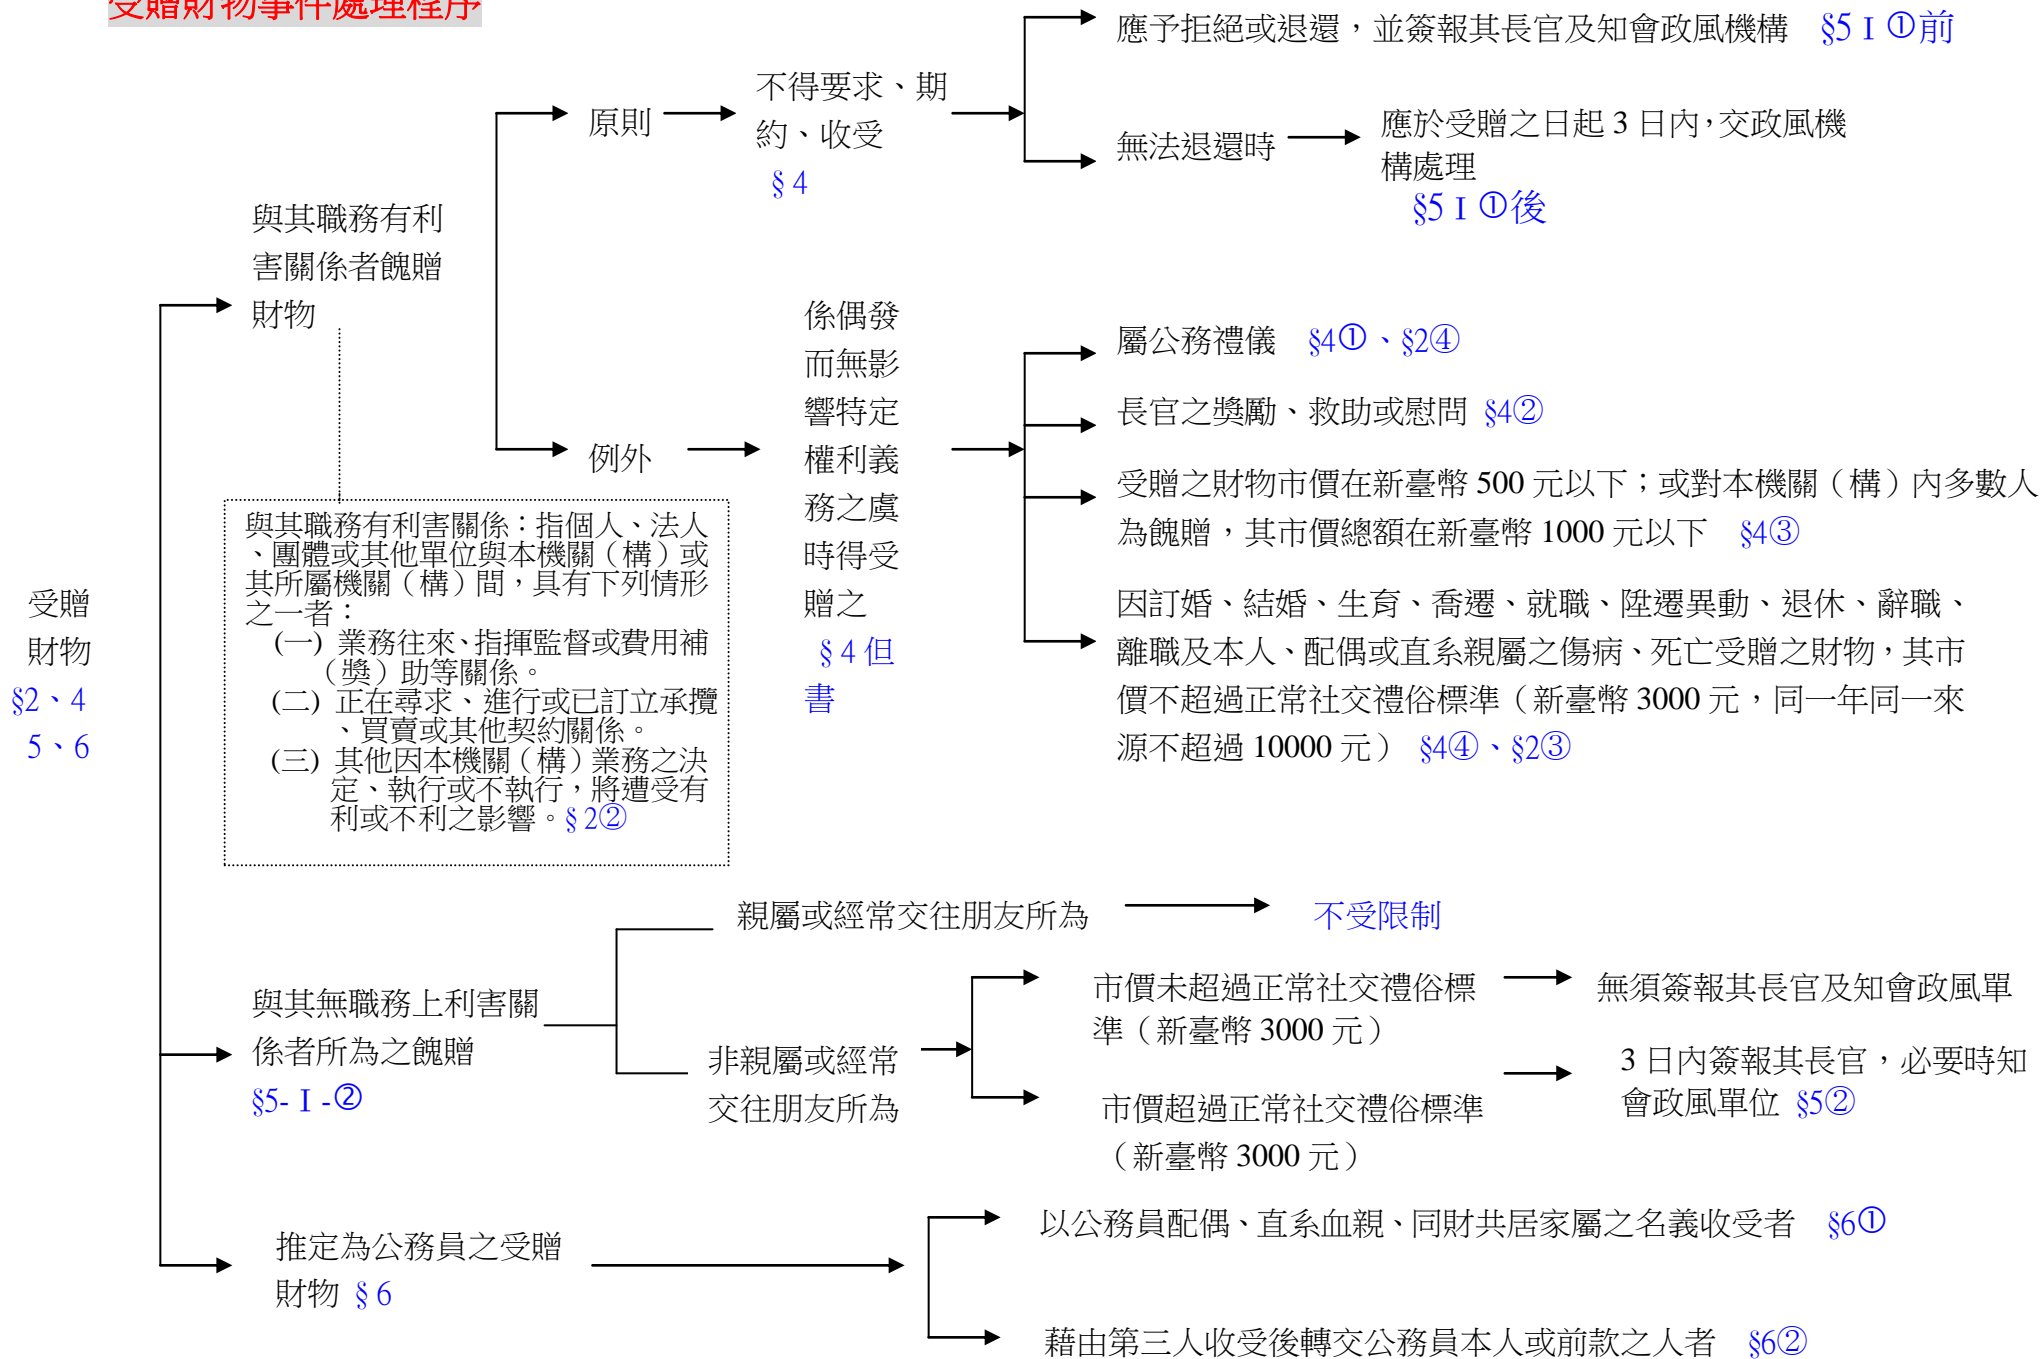 受贈財物事件處理程序
應予拒絕或退還，並簽報其長官及知會政風機構 §5Ⅰ①前
不得要求、期
約、收受
§4
原則
無法退還時
應於受贈之日起 3 日內，交政風機
構處理
§5Ⅰ①後
與其職務有利
害關係者餽贈
財物
係偶發
而無影
響特定
權利義
務之虞
時得受
贈之
§4 但
書
例外
屬公務禮儀 §4①、§2④
長官之獎勵、救助或慰問 §4②
受贈之財物市價在新臺幣 500 元以下；或對本機關（構）內多數人
為餽贈，其市價總額在新臺幣 1000 元以下 §4③
因訂婚、結婚、生育、喬遷、就職、陞遷異動、退休、辭職、
離職及本人、配偶或直系親屬之傷病、死亡受贈之財物，其市
價不超過正常社交禮俗標準（新臺幣 3000 元，同一年同一來
源不超過 10000 元） §4④、§2③
與其職務有利害關係：指個人、法人
、團體或其他單位與本機關（構）或
其所屬機關（構）間，具有下列情形
之一者：
(一) 業務往來、指揮監督或費用補
（獎）助等關係。
(二) 正在尋求、進行或已訂立承攬
、買賣或其他契約關係。
(三) 其他因本機關（構）業務之決
定、執行或不執行，將遭受有
利或不利之影響。§2②
受贈
財物
§2、4
5、6
親屬或經常交往朋友所為
不受限制
與其無職務上利害關
係者所為之餽贈
§5-Ⅰ-②
非親屬或經常
交往朋友所為
市價未超過正常社交禮俗標
準（新臺幣 3000 元）
無須簽報其長官及知會政風單
市價超過正常社交禮俗標準
（新臺幣 3000 元）
3 日內簽報其長官，必要時知
會政風單位 §5②
推定為公務員之受贈
財物 §6
以公務員配偶、直系血親、同財共居家屬之名義收受者 §6①
藉由第三人收受後轉交公務員本人或前款之人者 §6②